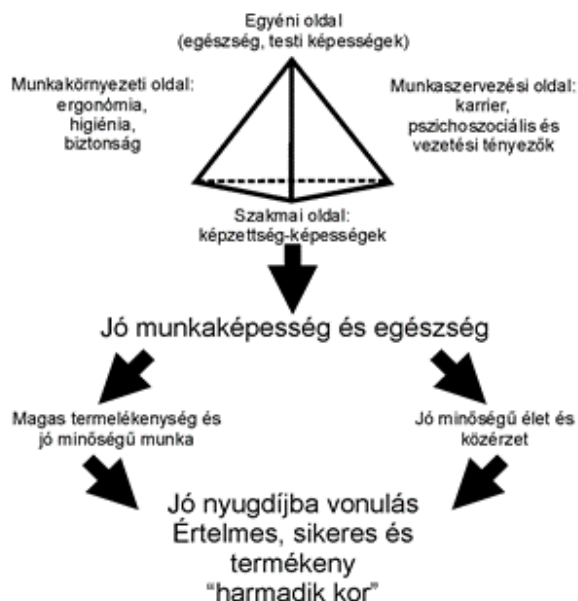 Egyéni oldal
(egészség, testi képességek)
Munkakörnyezeti oldal:
ergonómia,
higiénia,
biztonság
Munkaszervezési oldal:
karrier,
pszichoszociális és
vezetési tényezők
Szakmai oldal:
képzettség-képességek
Jó munkaképesség és egészség
Magas termelékenység és
jó minőségű munka
Jó minőségű élet és
közérzet
Jó nyugdíjba vonulás
Értelmes, sikeres és
termékeny
"harmadik kor"